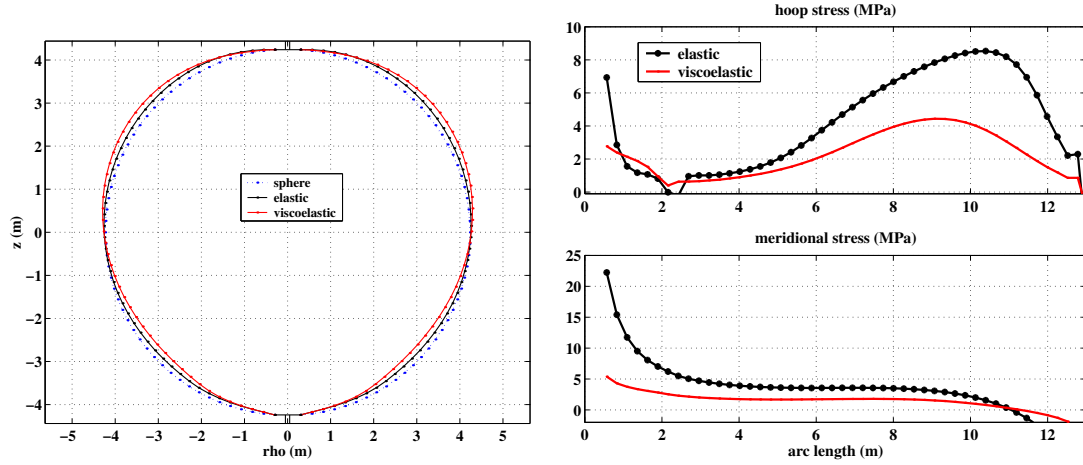 4
3
2
1
0
−1
−2
−3
−4
z (m)
sphere
elastic
viscoelastic
−5 −4 −3 −2 −1 0 1 2 3 4 5
rho (m)
hoop stress (MPa)
10
8
6
4
2
0
elastic
viscoelastic
0 2 4 6 8 10 12
meridional stress (MPa)
25
20
15
10
5
0
0 2 4 6 8 10 12
arc length (m)